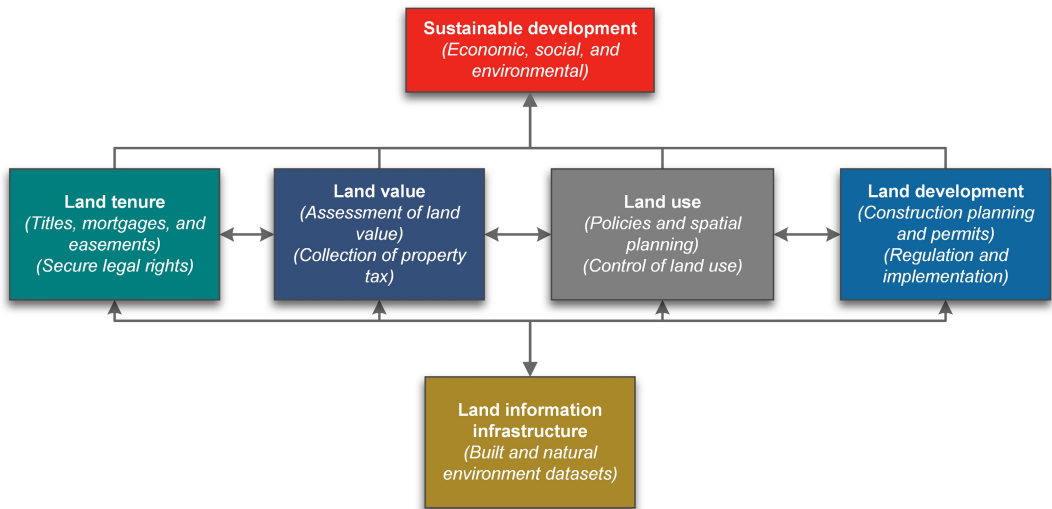 Sustainable development
(Economic, social, and
environmental)
Land tenure
(Titles, mortgages, and
easements)
(Secure legal rights)
Land value
(Assessment of land
value)
(Collection of property
tax)
Land use
(Policies and spatial
planning)
(Control of land use)
Land development
(Construction planning
and permits)
(Regulation and
implementation)
Land information
infrastructure
(Built and natural
environment datasets)